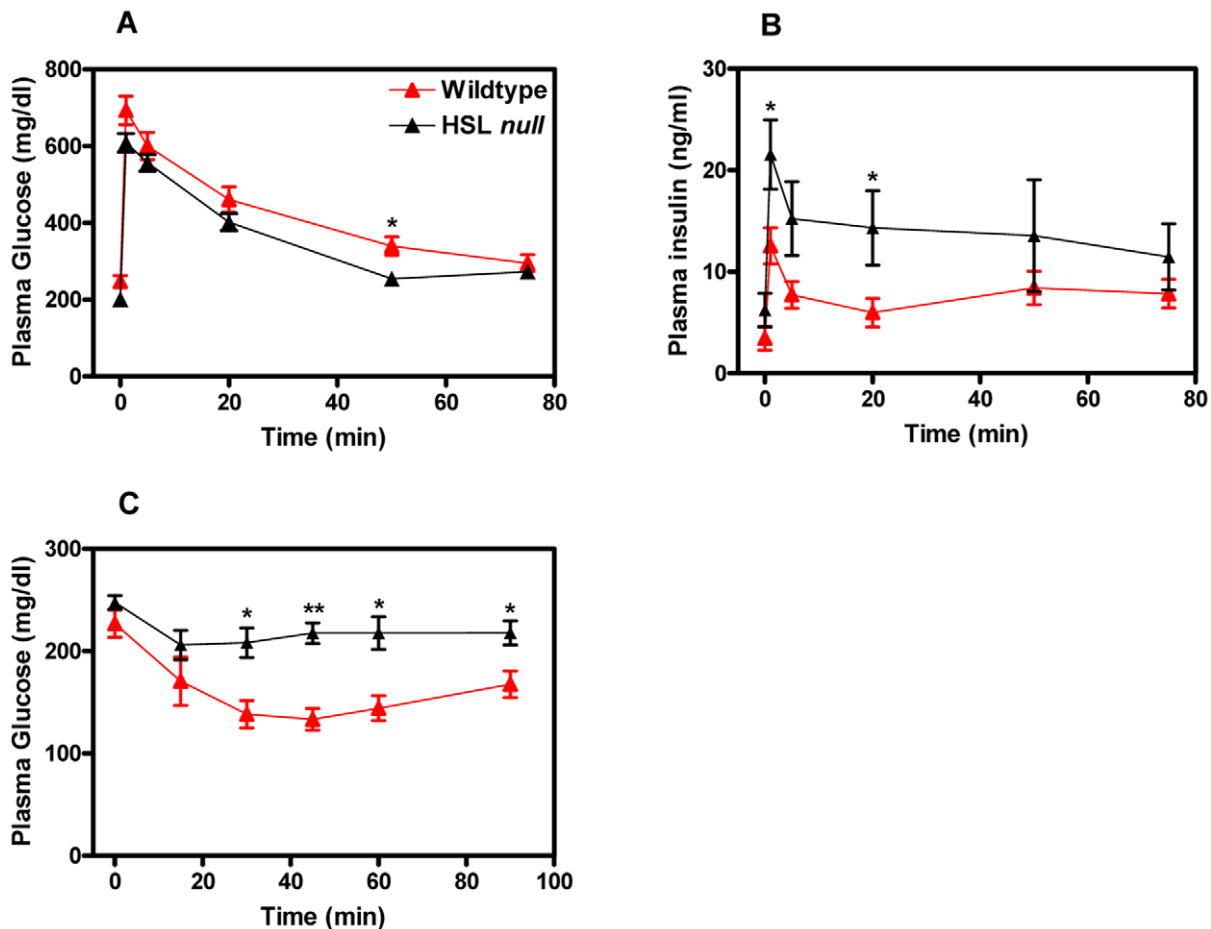 A
Plasma Glucose (mg/dl)
800
600
400
200
0
0 20 40 60 80
Time (min)
Wildtype
HSL null
*
B
Plasma insulin (ng/ml)
30
20
10
0
0 20 40 60 80
Time (min)
*
*
C
Plasma Glucose (mg/dl)
300
200
100
0
0 20 40 60 80 100
Time (min)
* ** * *